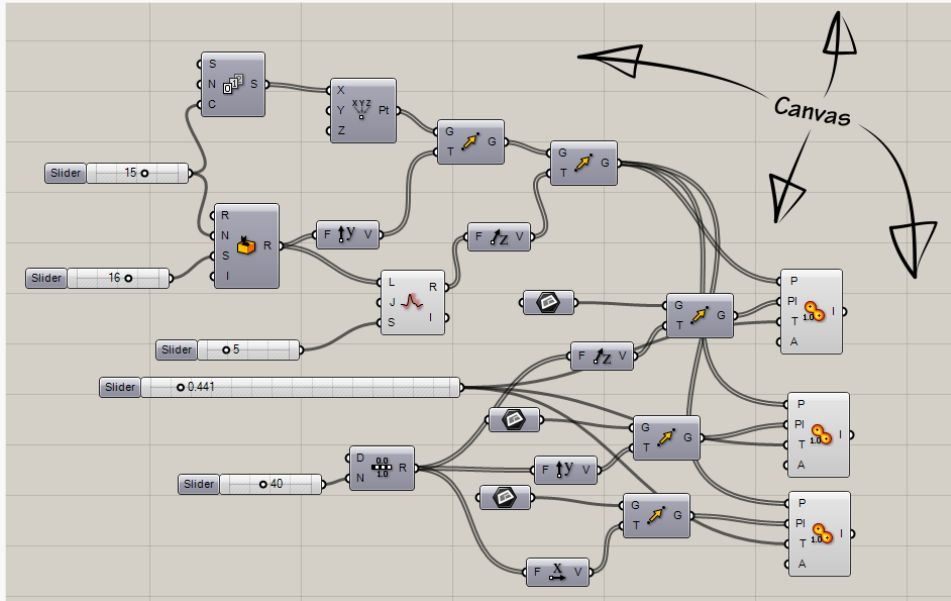 S
N
C
S
X
Y
Z
XYZ
Pt
G
T
G
G
T
G
Canvas
Slider
15
R
N
S
I
R
F
y
V
F
z
V
Slider
16
L
J
S
R
I
P
Pl
T
A
1.0
I
G
T
G
Slider
5
F
z
V
Slider
0.441
P
Pl
T
A
1.0
I
G
T
G
D
N
0.0
1.0
R
F
y
V
Slider
40
G
T
G
P
Pl
T
A
1.0
I
F
x
V